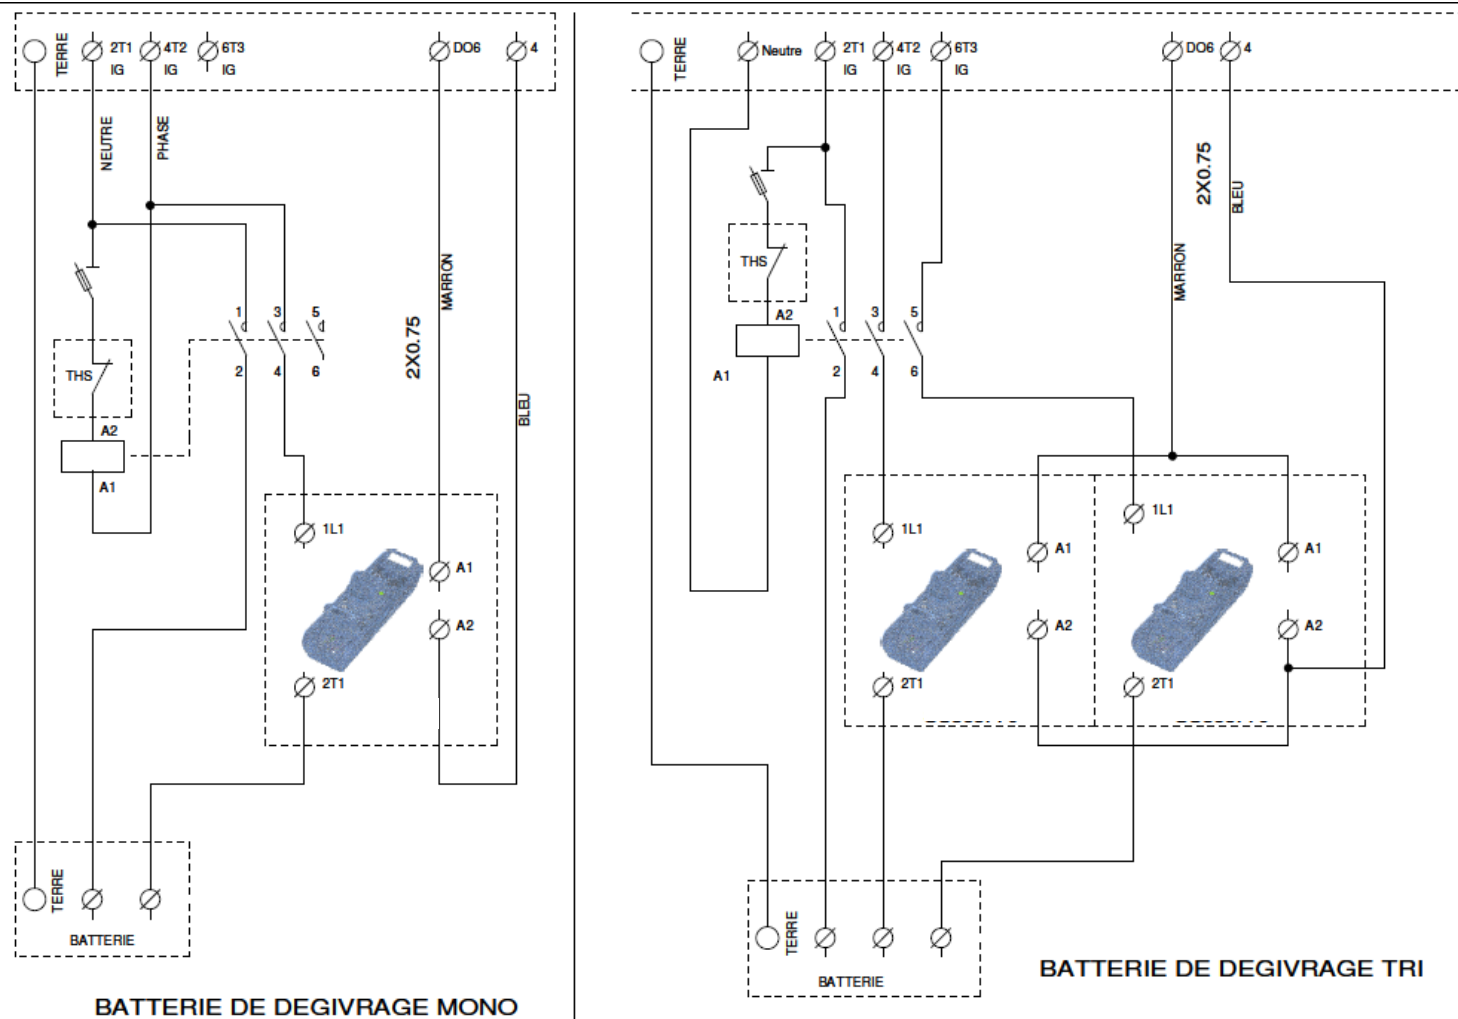 TERRE
2T1
IG
4T2
IG
6T3
IG
DO6
4
NEUTRE
PHASE
MARRON
2X0.75
BLEU
1
3
5
2
4
6
THS
A2
A1
1L1
A1
A2
2T1
TERRE
BATTERIE
BATTERIE DE DEGIVRAGE MONO
TERRE
Neutre
2T1
IG
4T2
IG
6T3
IG
DO6
4
2X0.75
BLEU
MARRON
THS
A2
A1
1
3
5
2
4
6
1L1
A1
A2
2T1
1L1
A1
A2
2T1
TERRE
BATTERIE
BATTERIE DE DEGIVRAGE TRI